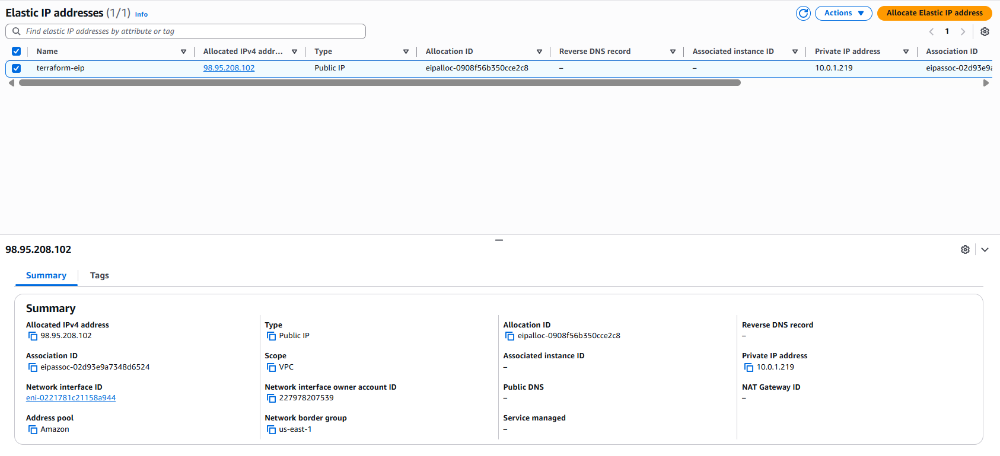 Elastic IP addresses (1/1) Info
Actions
Allocate Elastic IP address
Find elastic IP addresses by attribute or tag
1
Name Allocated IPv4 addr... Type Allocation ID Reverse DNS record Associated instance ID Private IP address Association ID
terraform-eip 98.95.208.102 Public IP eipalloc-0908f56b350cce2c8 – – 10.0.1.219 eipassoc-02d93e9a
98.95.208.102
Summary Tags
Summary
Allocated IPv4 address
98.95.208.102
Association ID
eipassoc-02d93e9a7348d6524
Network interface ID
eni-0221781c21158a944
Address pool
Amazon
Type
Public IP
Scope
VPC
Network interface owner account ID
227978207539
Network border group
us-east-1
Allocation ID
eipalloc-0908f56b350cce2c8
Associated instance ID
–
Public DNS
–
Service managed
–
Reverse DNS record
–
Private IP address
10.0.1.219
NAT Gateway ID
–